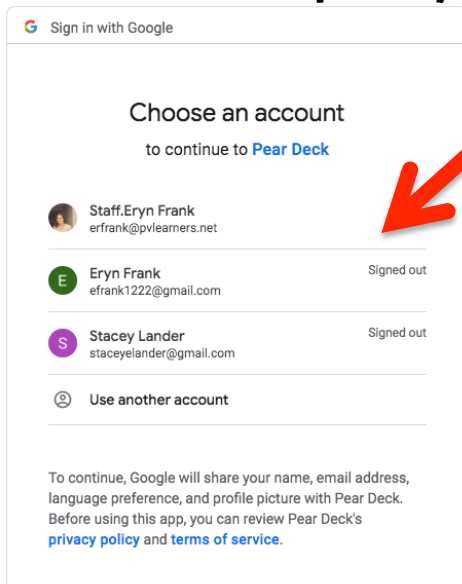 Sign in with Google
Choose an account
to continue to Pear Deck
Staff.Eryn Frank
erfrank@pvlearners.net
Eryn Frank
Signed out
efrank1222@gmail.com
Stacey Lander
Signed out
staceyelander@gmail.com
Use another account
To continue, Google will share your name, email address,
language preference, and profile picture with Pear Deck.
Before using this app, you can review Pear Deck's
privacy policy and terms of service.